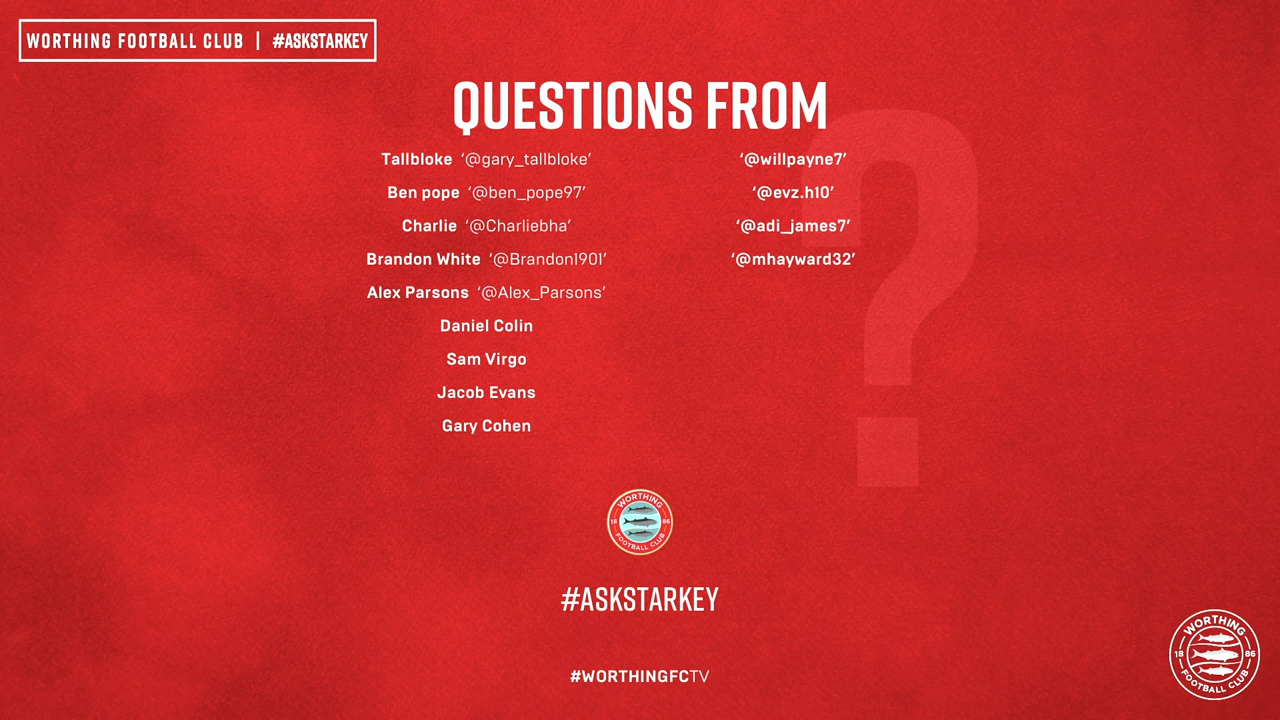 WORTHING FOOTBALL CLUB | #ASKSTARKEY
QUESTIONS FROM
Tallbloke ‘@gary_tallbloke’
Ben pope ‘@ben_pope97’
Charlie ‘@Charliebha’
Brandon White ‘@Brandon1901’
Alex Parsons ‘@Alex_Parsons’
Daniel Colin
Sam Virgo
Jacob Evans
Gary Cohen
‘@willpayne7’
‘@evz.h10’
‘@adi_james7’
‘@mhayward32’
?
WORTHING
18 86
FOOTBALL CLUB
#ASKSTARKEY
#WORTHINGFCTV
WORTHING
18 86
FOOTBALL CLUB